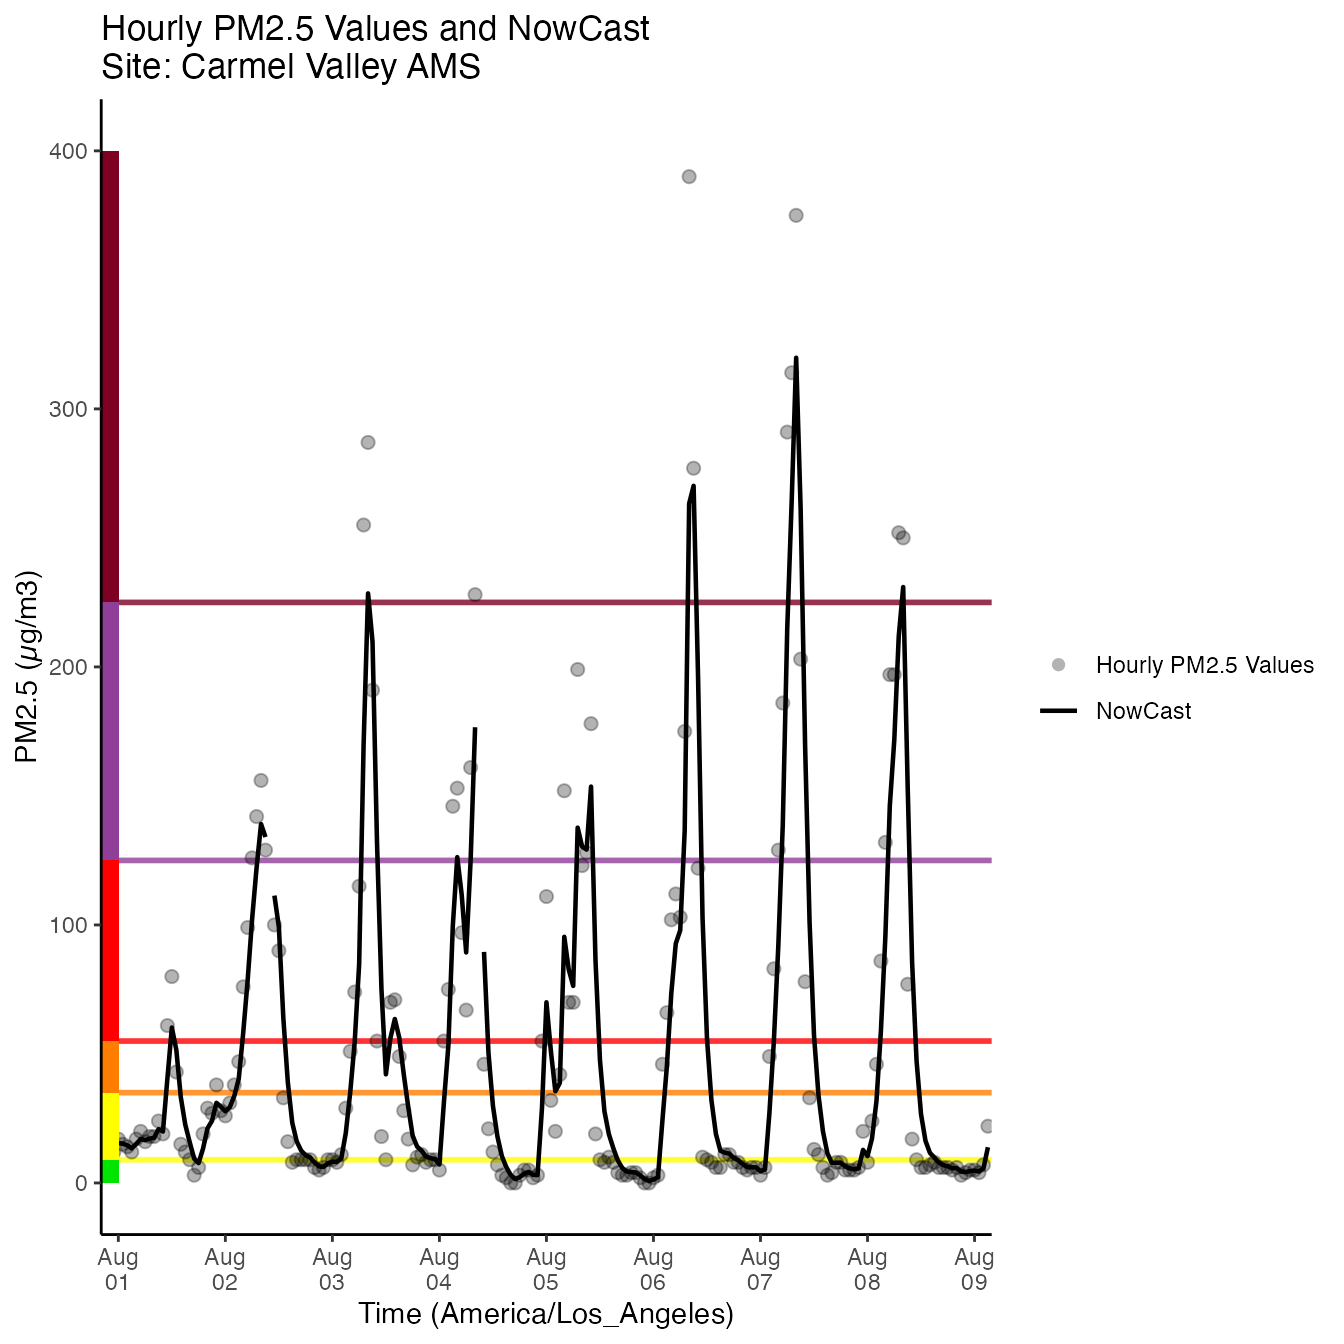 Hourly PM2.5 Values and NowCast
Site: Carmel Valley AMS
400
300
200
100
0
PM2.5 (µg/m3)
Aug 01
Aug 02
Aug 03
Aug 04
Aug 05
Aug 06
Aug 07
Aug 08
Aug 09
Time (America/Los_Angeles)
Hourly PM2.5 Values
NowCast